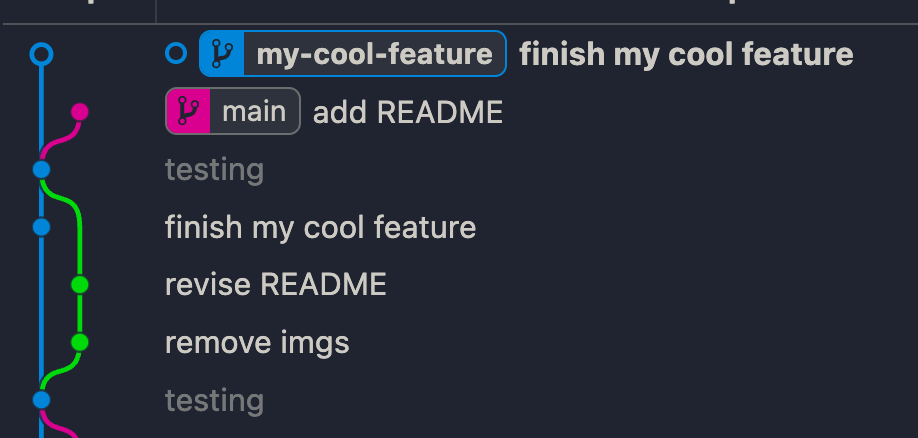 my-cool-feature finish my cool feature
main add README
testing
finish my cool feature
revise README
remove imgs
testing